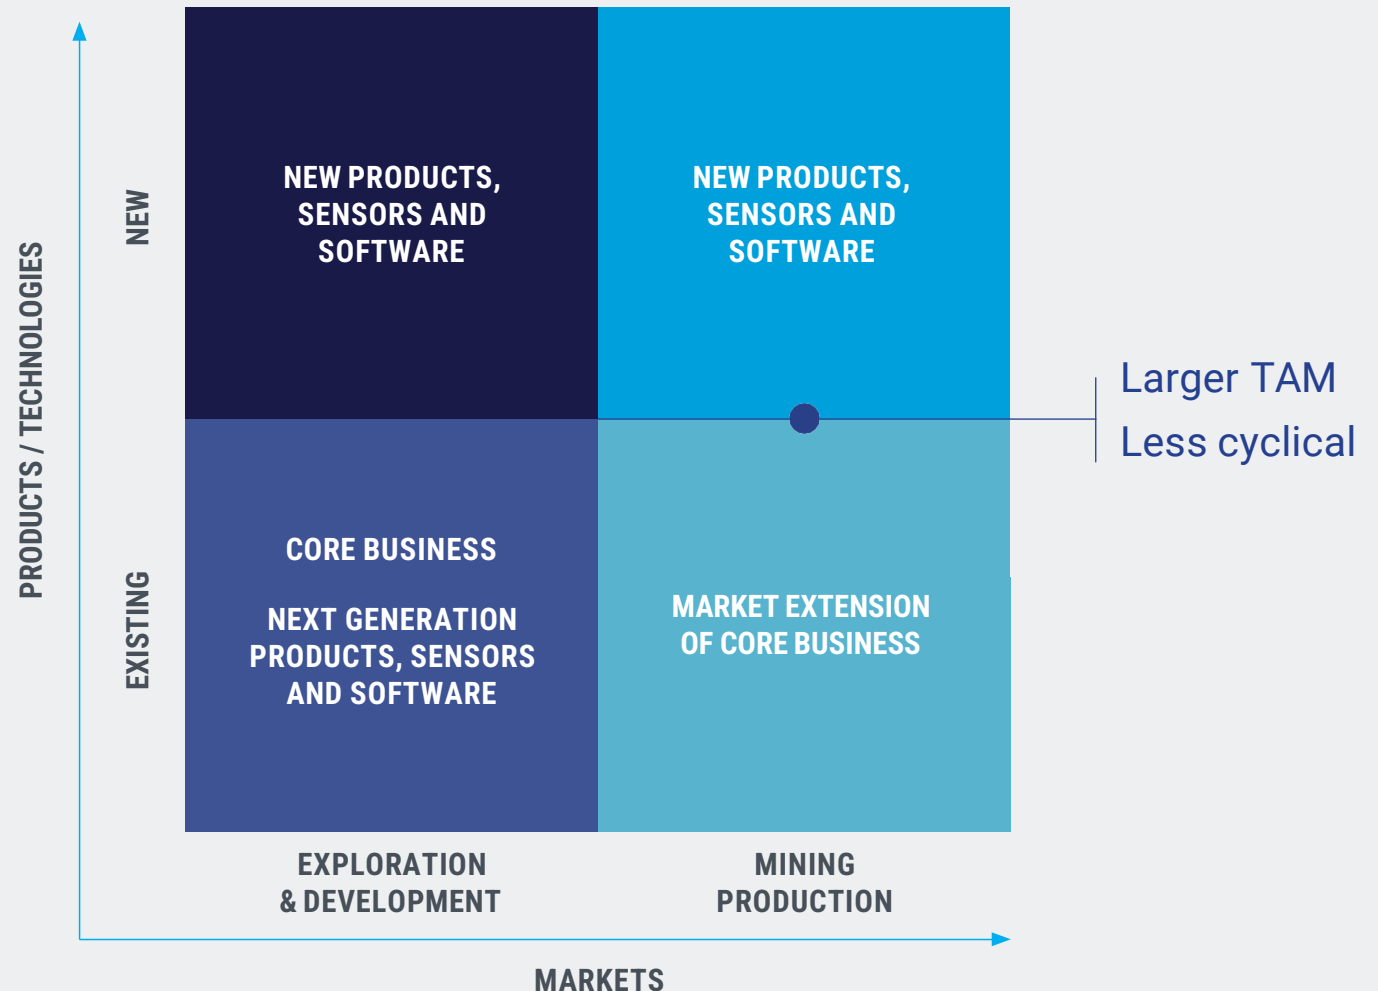 PRODUCTS / TECHNOLOGIES
NEW
NEW PRODUCTS,
SENSORS AND
SOFTWARE
NEW PRODUCTS,
SENSORS AND
SOFTWARE
Larger TAM
Less cyclical
EXISTING
CORE BUSINESS
NEXT GENERATION
PRODUCTS, SENSORS
AND SOFTWARE
MARKET EXTENSION
OF CORE BUSINESS
EXPLORATION
& DEVELOPMENT
MINING
PRODUCTION
MARKETS